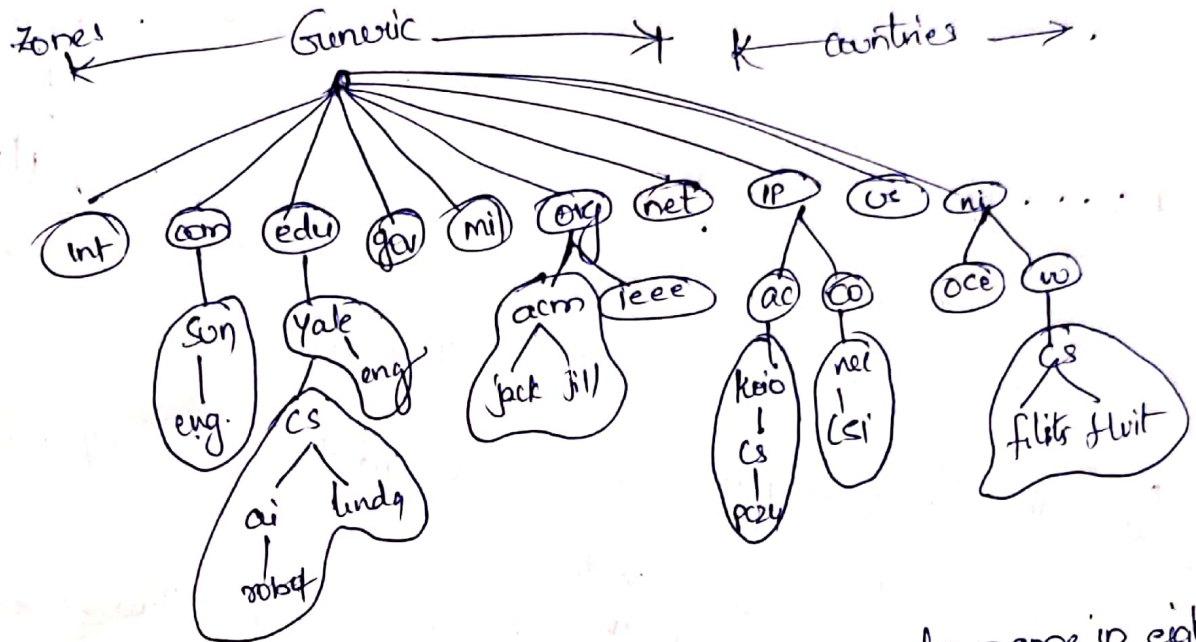 Zones
Generic
countries
Int com edu gov mil org net jp us nl . . . .
Sun Yale acm ieee ac co oce vu
eng. eng jack jill keio nec cs
cs cs csi flits fluit
ai linda pc24
robot